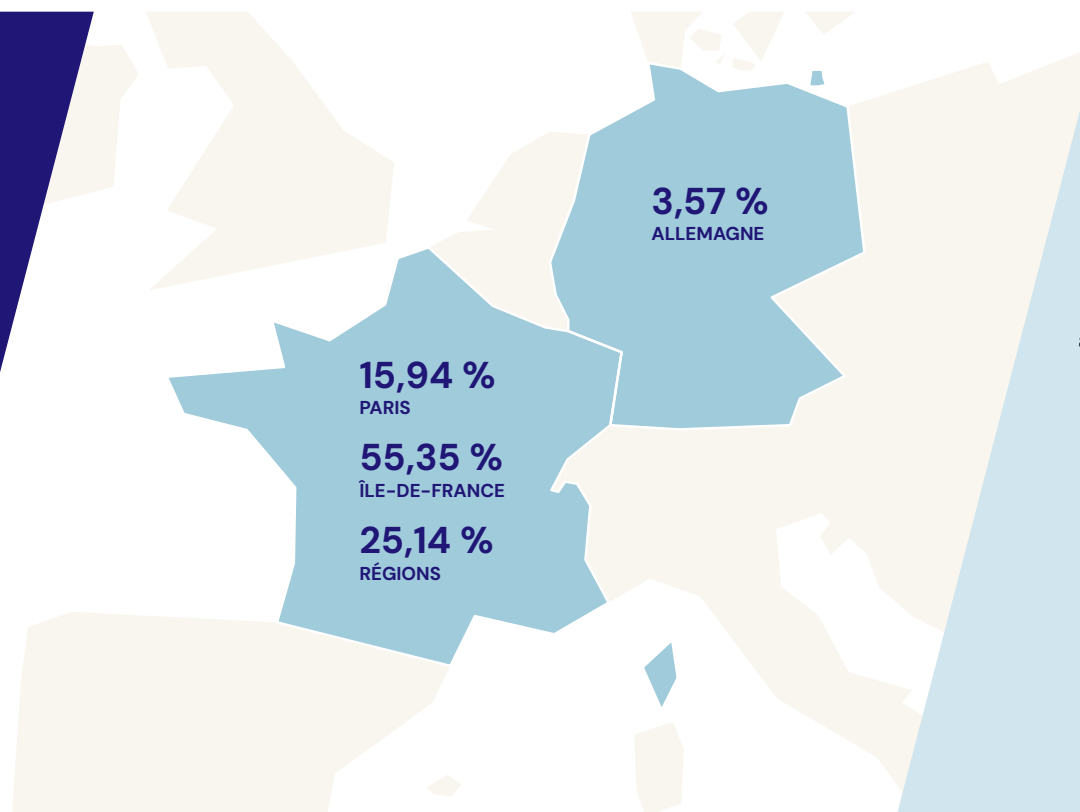 3,57 %
ALLEMAGNE
15,94 %
PARIS
55,35 %
ÎLE-DE-FRANCE
25,14 %
RÉGIONS